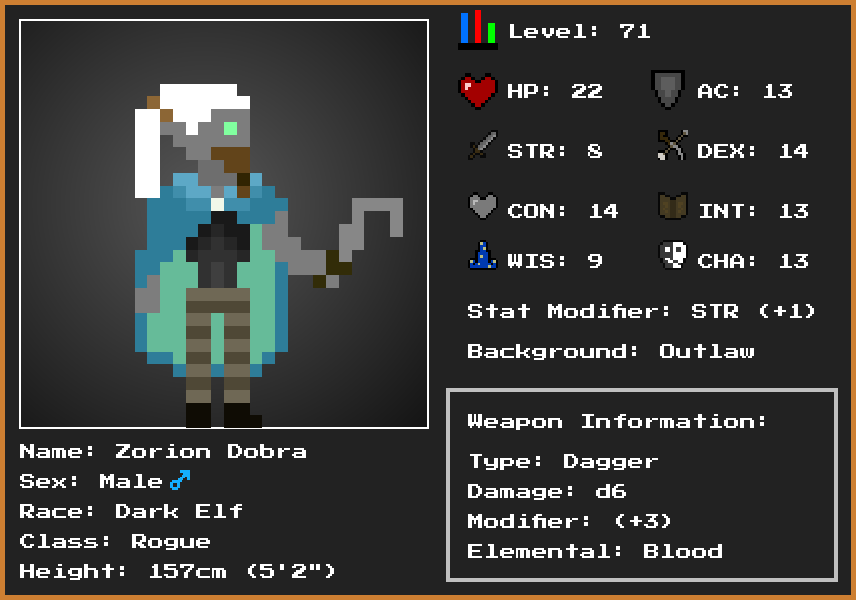 Level: 71
HP: 22
AC: 13
STR: 8
DEX: 14
CON: 14
INT: 13
WIS: 9
CHA: 13
Stat Modifier: STR (+1)
Background: Outlaw
Name: Zorion Dobra
Sex: Male♂
Race: Dark Elf
Class: Rogue
Height: 157cm (5'2")
Weapon Information:
Type: Dagger
Damage: d6
Modifier: (+3)
Elemental: Blood